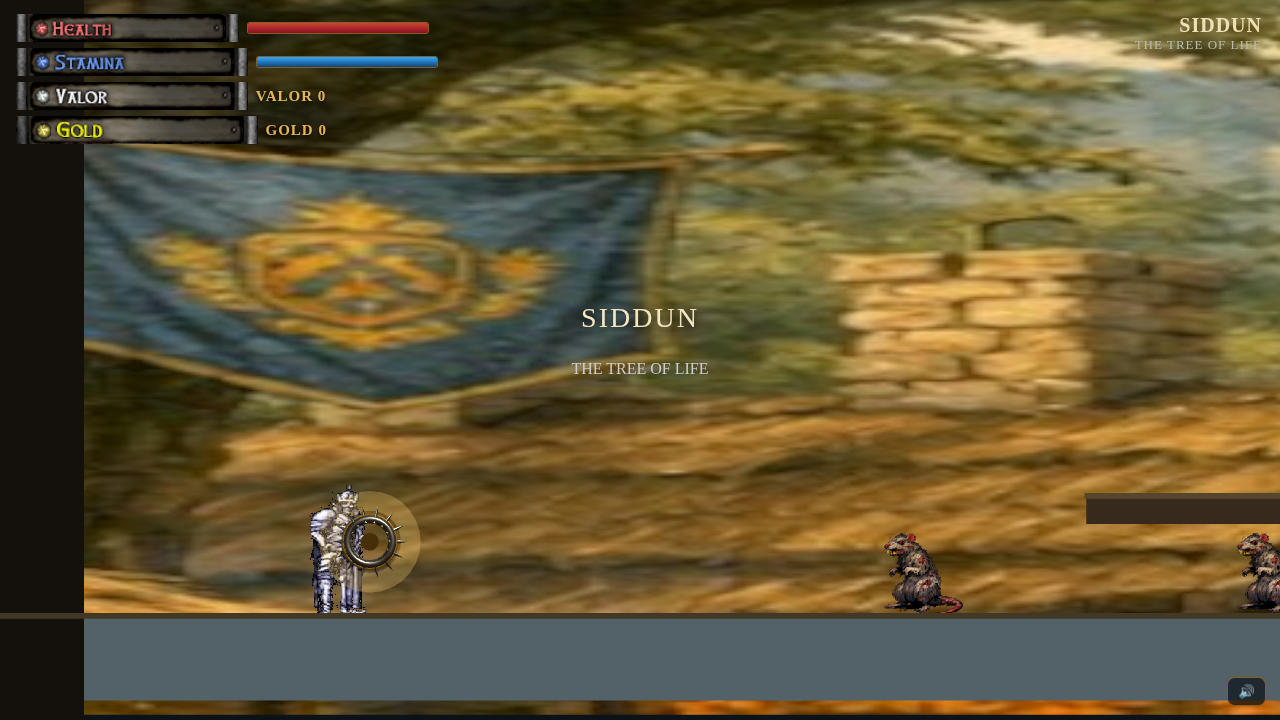 Health
Stamina
Valor
VALOR 0
Gold
GOLD 0
SIDDUN
THE TREE OF LIFE
SIDDUN
THE TREE OF LIFE